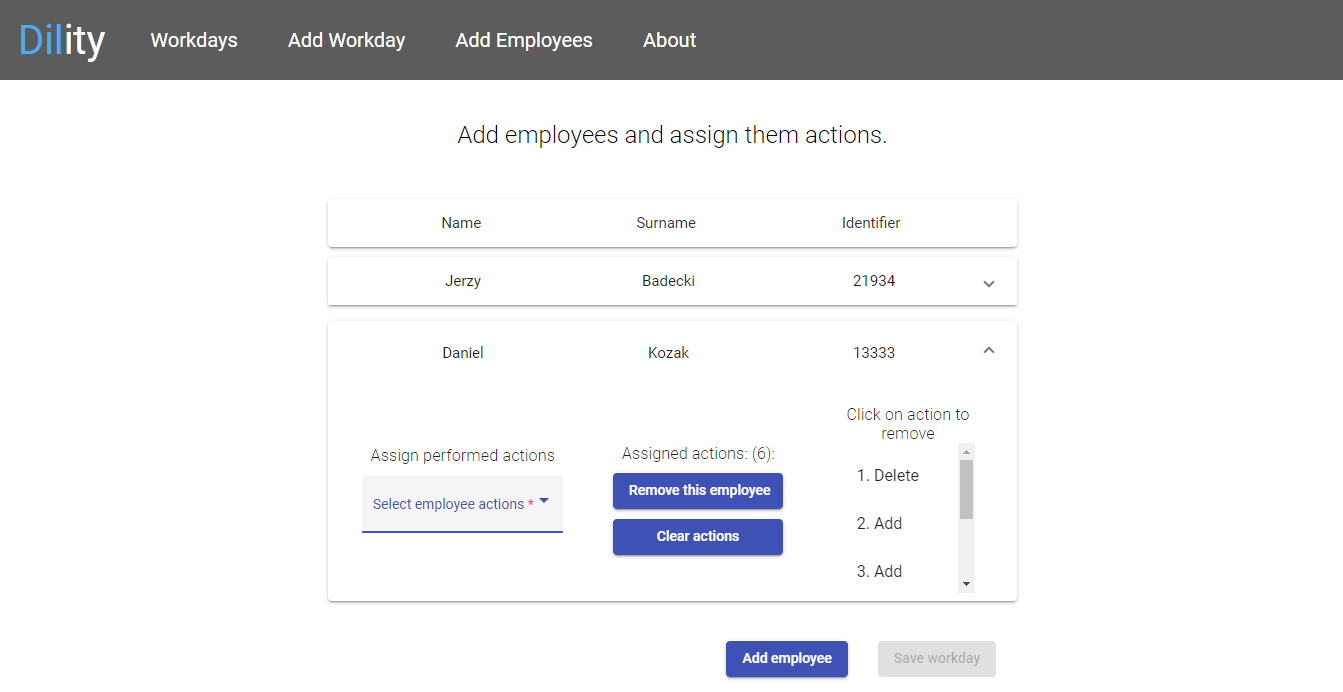 Dility Workdays Add Workday Add Employees About
Add employees and assign them actions.
Name Surname Identifier
Jerzy Badecki 21934
Daniel Kozak 13333
Assign performed actions
Select employee actions *
Assigned actions: (6):
Remove this employee
Clear actions
Click on action to
remove
1. Delete
2. Add
3. Add
Add employee Save workday